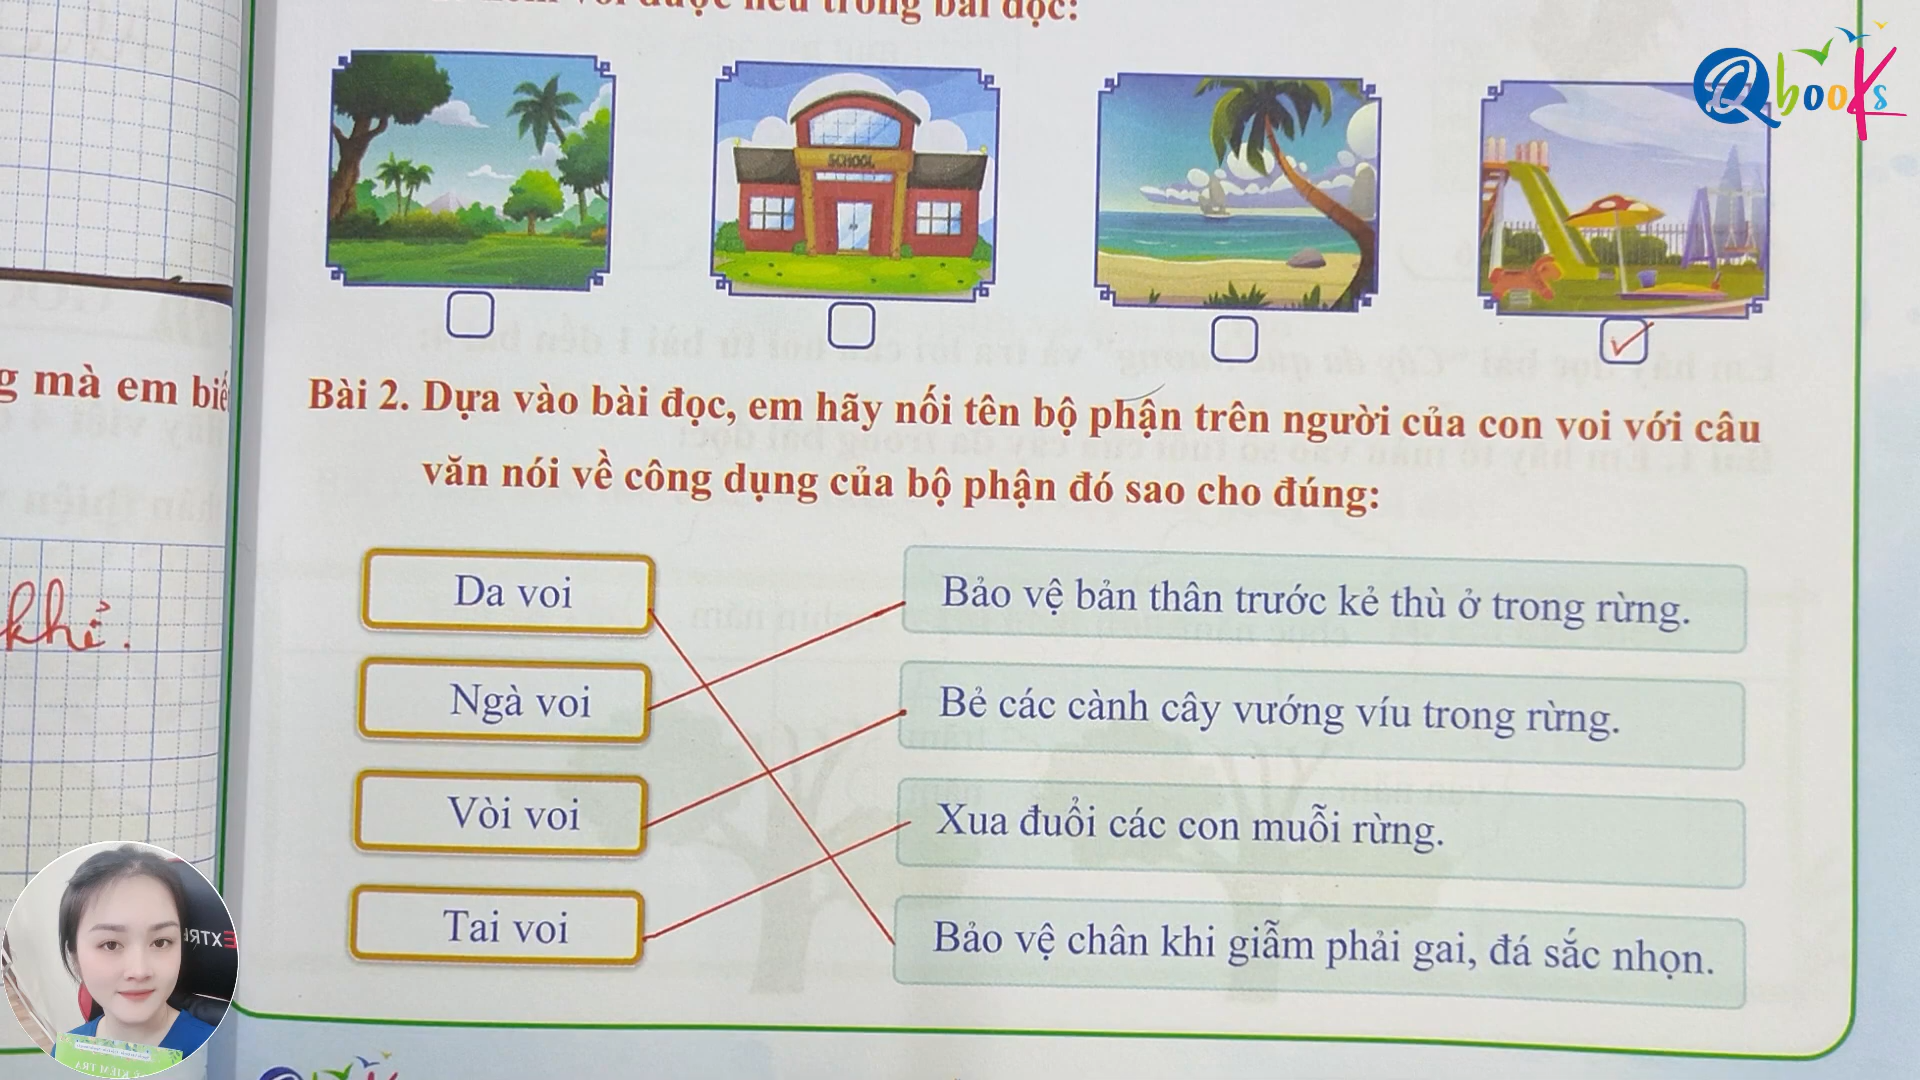 trong bài đọc:
Qbooks
SCHOOL
g mà em biế
Bài 2. Dựa vào bài đọc, em hãy nối tên bộ phận trên người của con voi với câu
văn nói về công dụng của bộ phận đó sao cho đúng:
khỉ.
Da voi
Bảo vệ bản thân trước kẻ thù ở trong rừng.
Ngà voi
Bẻ các cành cây vướng víu trong rừng.
Vòi voi
Xua đuổi các con muỗi rừng.
Tai voi
Bảo vệ chân khi giẫm phải gai, đá sắc nhọn.